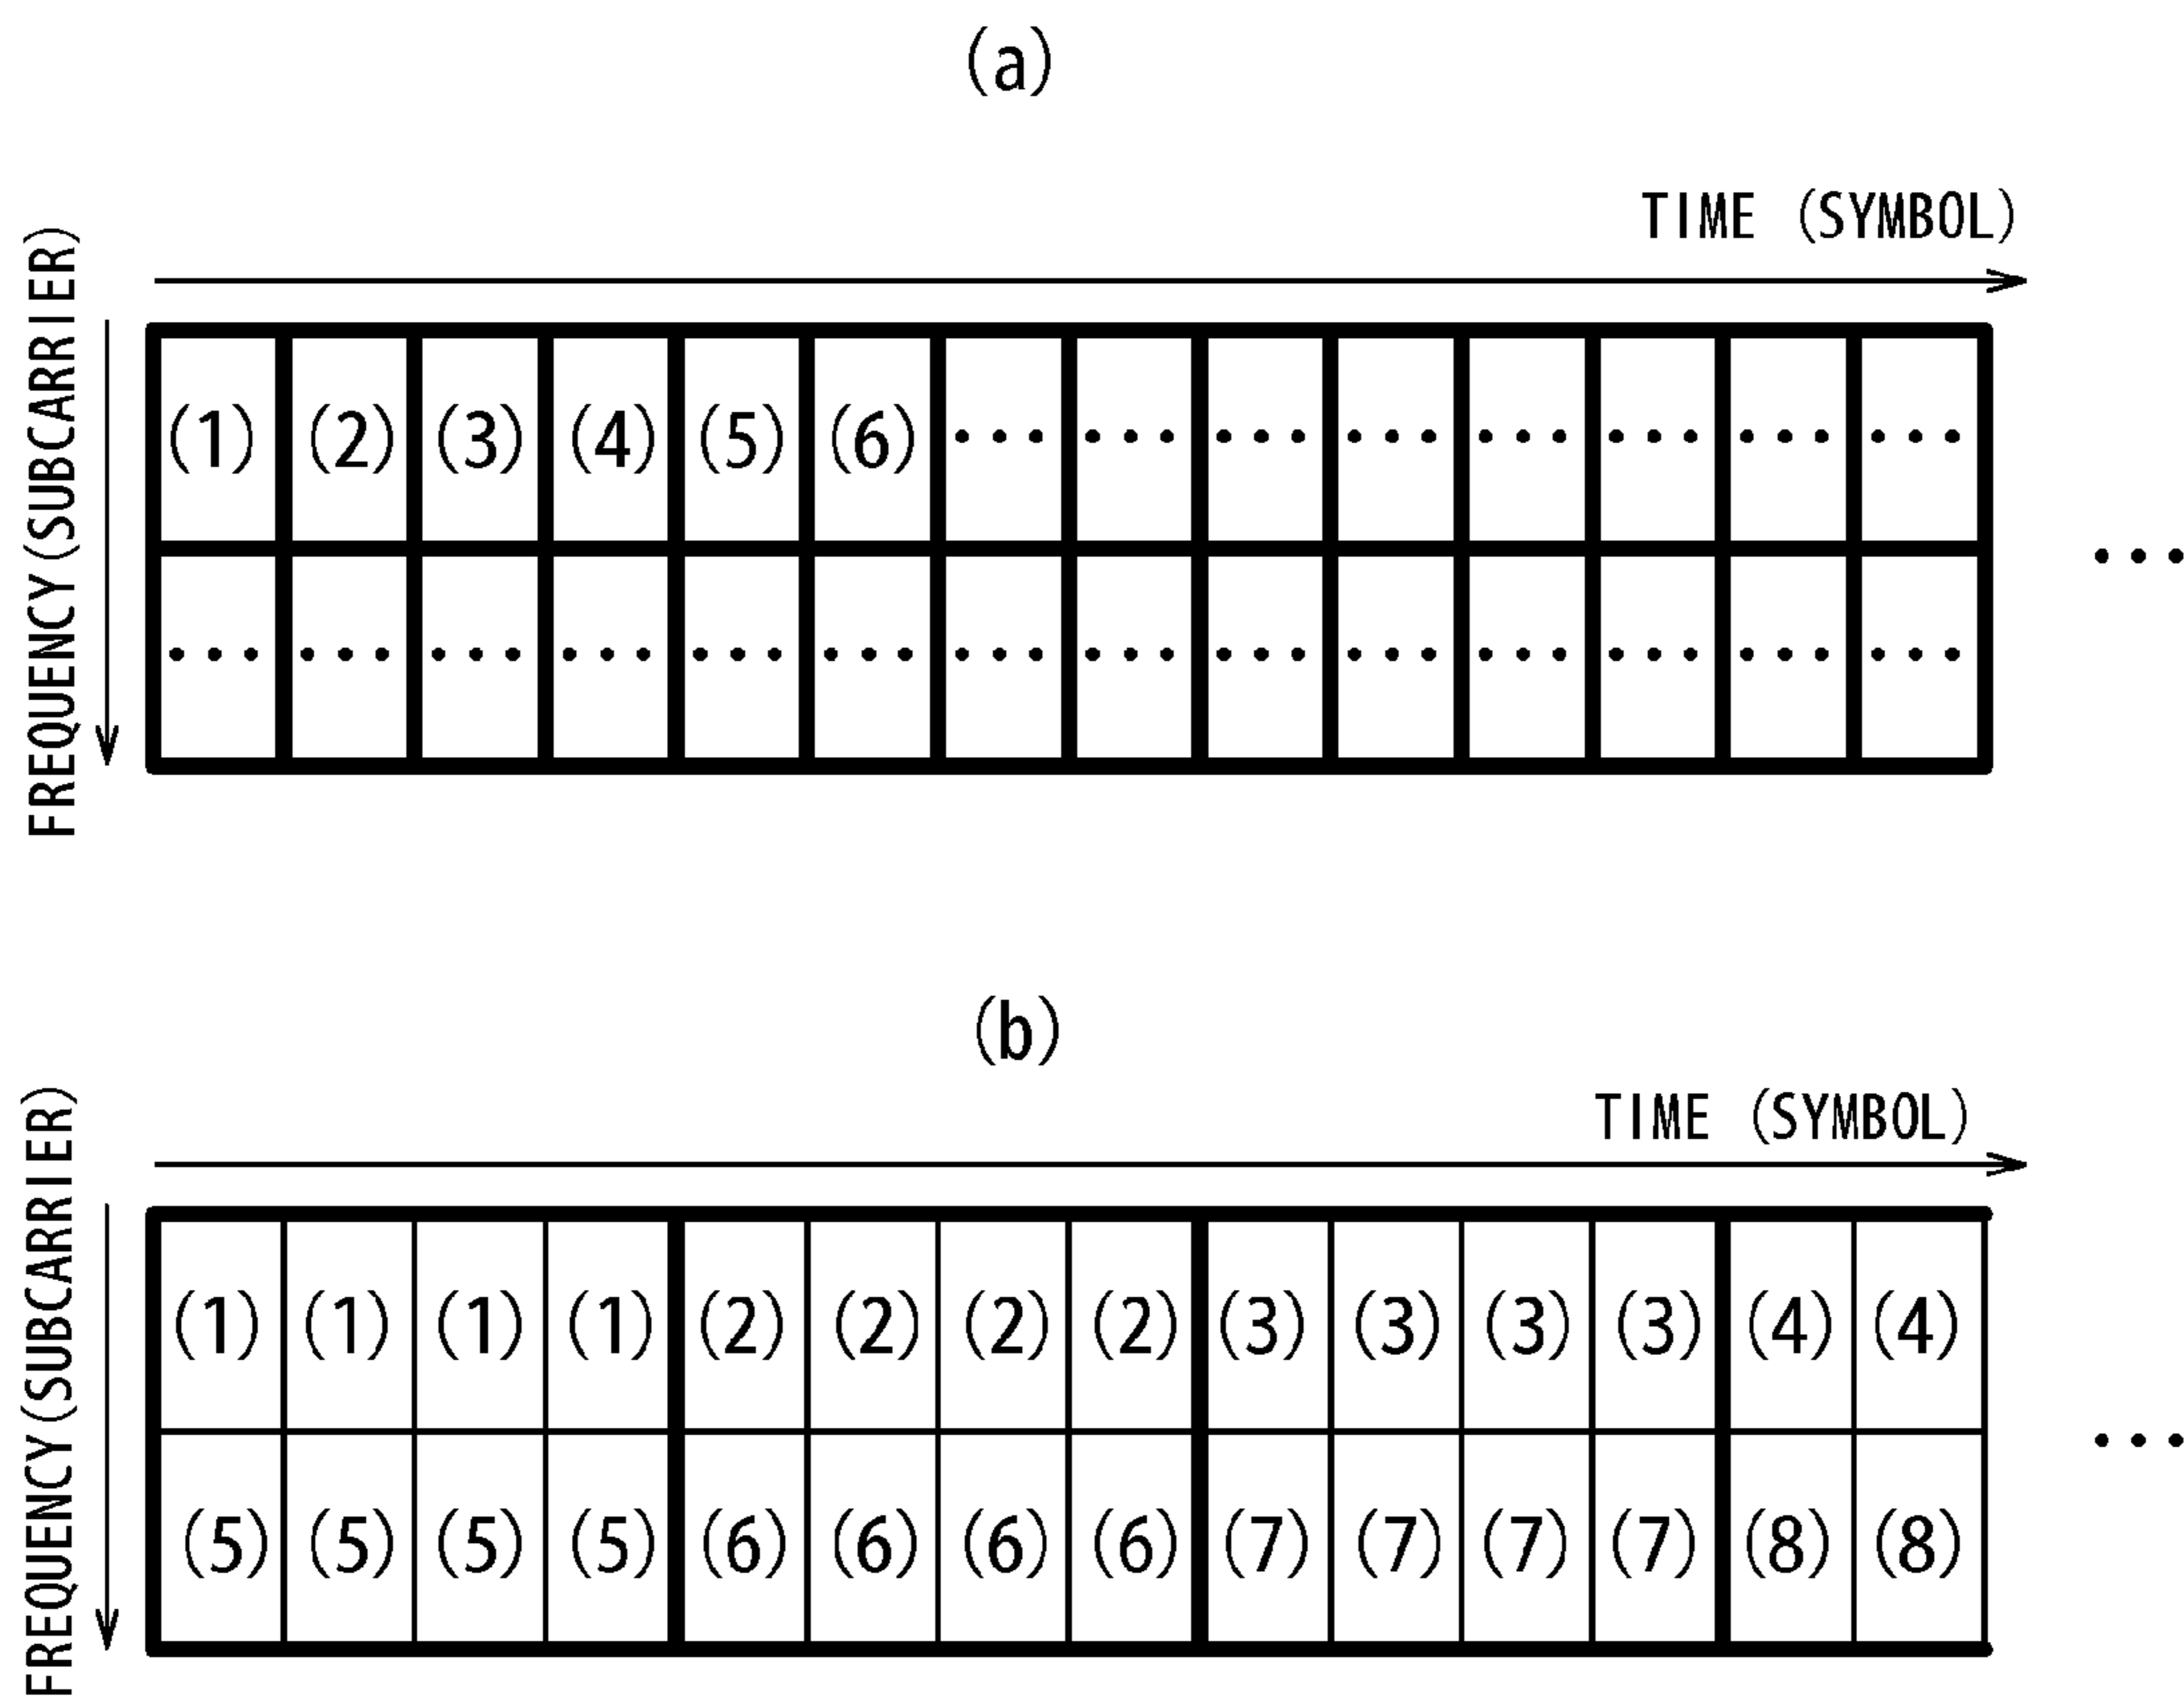 (a)
TIME (SYMBOL)
FREQUENCY(SUBCARRIER)
(1) (2) (3) (4) (5) (6) ... ... ... ... ... ... ... ...
... ... ... ... ... ... ... ... ... ... ... ... ... ...
...
(b)
TIME (SYMBOL)
FREQUENCY(SUBCARRIER)
(1) (1) (1) (1) (2) (2) (2) (2) (3) (3) (3) (3) (4) (4)
(5) (5) (5) (5) (6) (6) (6) (6) (7) (7) (7) (7) (8) (8)
...